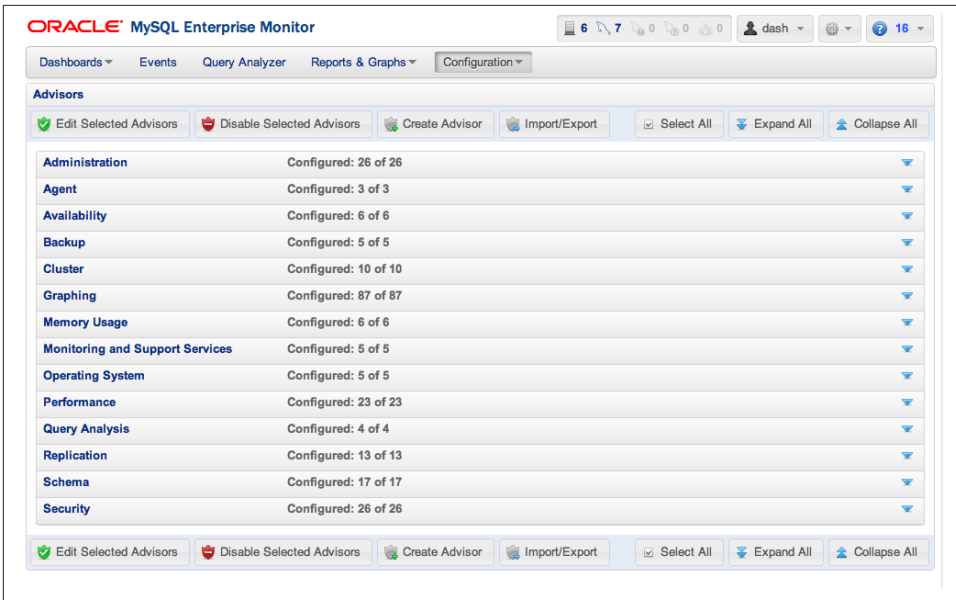 ORACLE MySQL Enterprise Monitor 6 7 0 0 0 dash 16
Dashboards Events Query Analyzer Reports & Graphs Configuration
Advisors
Edit Selected Advisors Disable Selected Advisors Create Advisor Import/Export Select All Expand All Collapse All
Administration Configured: 26 of 26
Agent Configured: 3 of 3
Availability Configured: 6 of 6
Backup Configured: 5 of 5
Cluster Configured: 10 of 10
Graphing Configured: 87 of 87
Memory Usage Configured: 6 of 6
Monitoring and Support Services Configured: 5 of 5
Operating System Configured: 5 of 5
Performance Configured: 23 of 23
Query Analysis Configured: 4 of 4
Replication Configured: 13 of 13
Schema Configured: 17 of 17
Security Configured: 26 of 26
Edit Selected Advisors Disable Selected Advisors Create Advisor Import/Export Select All Expand All Collapse All